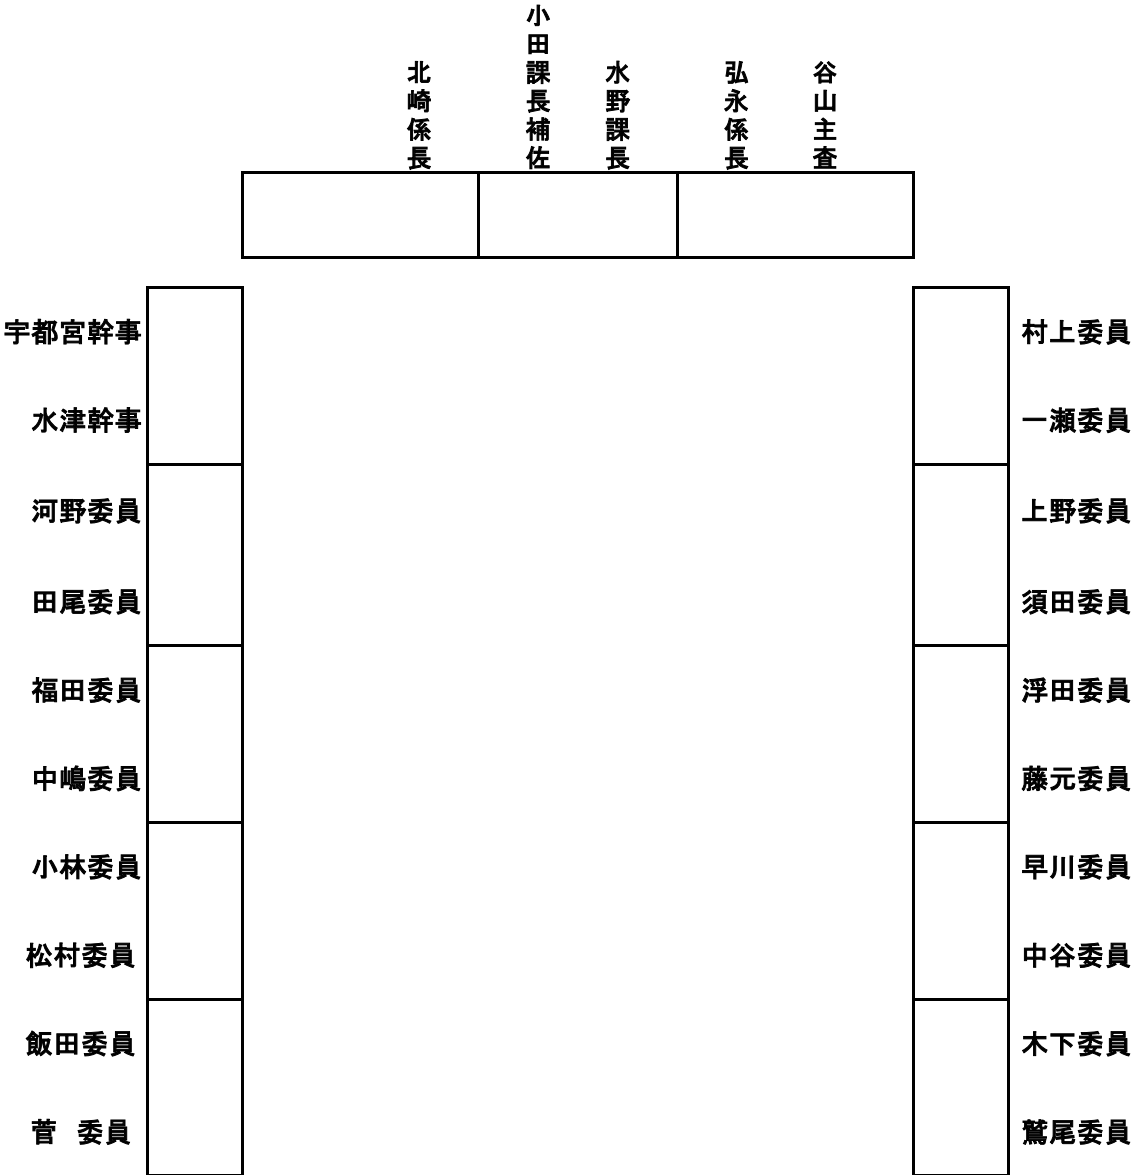 北崎係長
小田課長補佐
水野課長
弘永係長
谷山主査
宇都宮幹事
水津幹事
河野委員
田尾委員
福田委員
中嶋委員
小林委員
松村委員
飯田委員
菅 委員
村上委員
一瀬委員
上野委員
須田委員
浮田委員
藤元委員
早川委員
中谷委員
木下委員
鷲尾委員